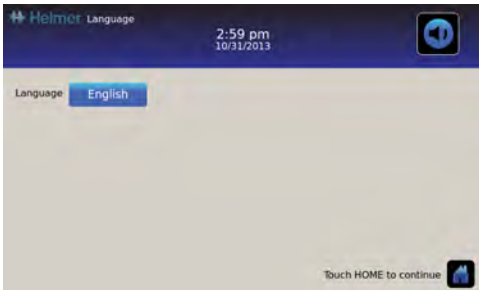 Helmer Language
2:59 pm
10/31/2013
Language English
Touch HOME to continue